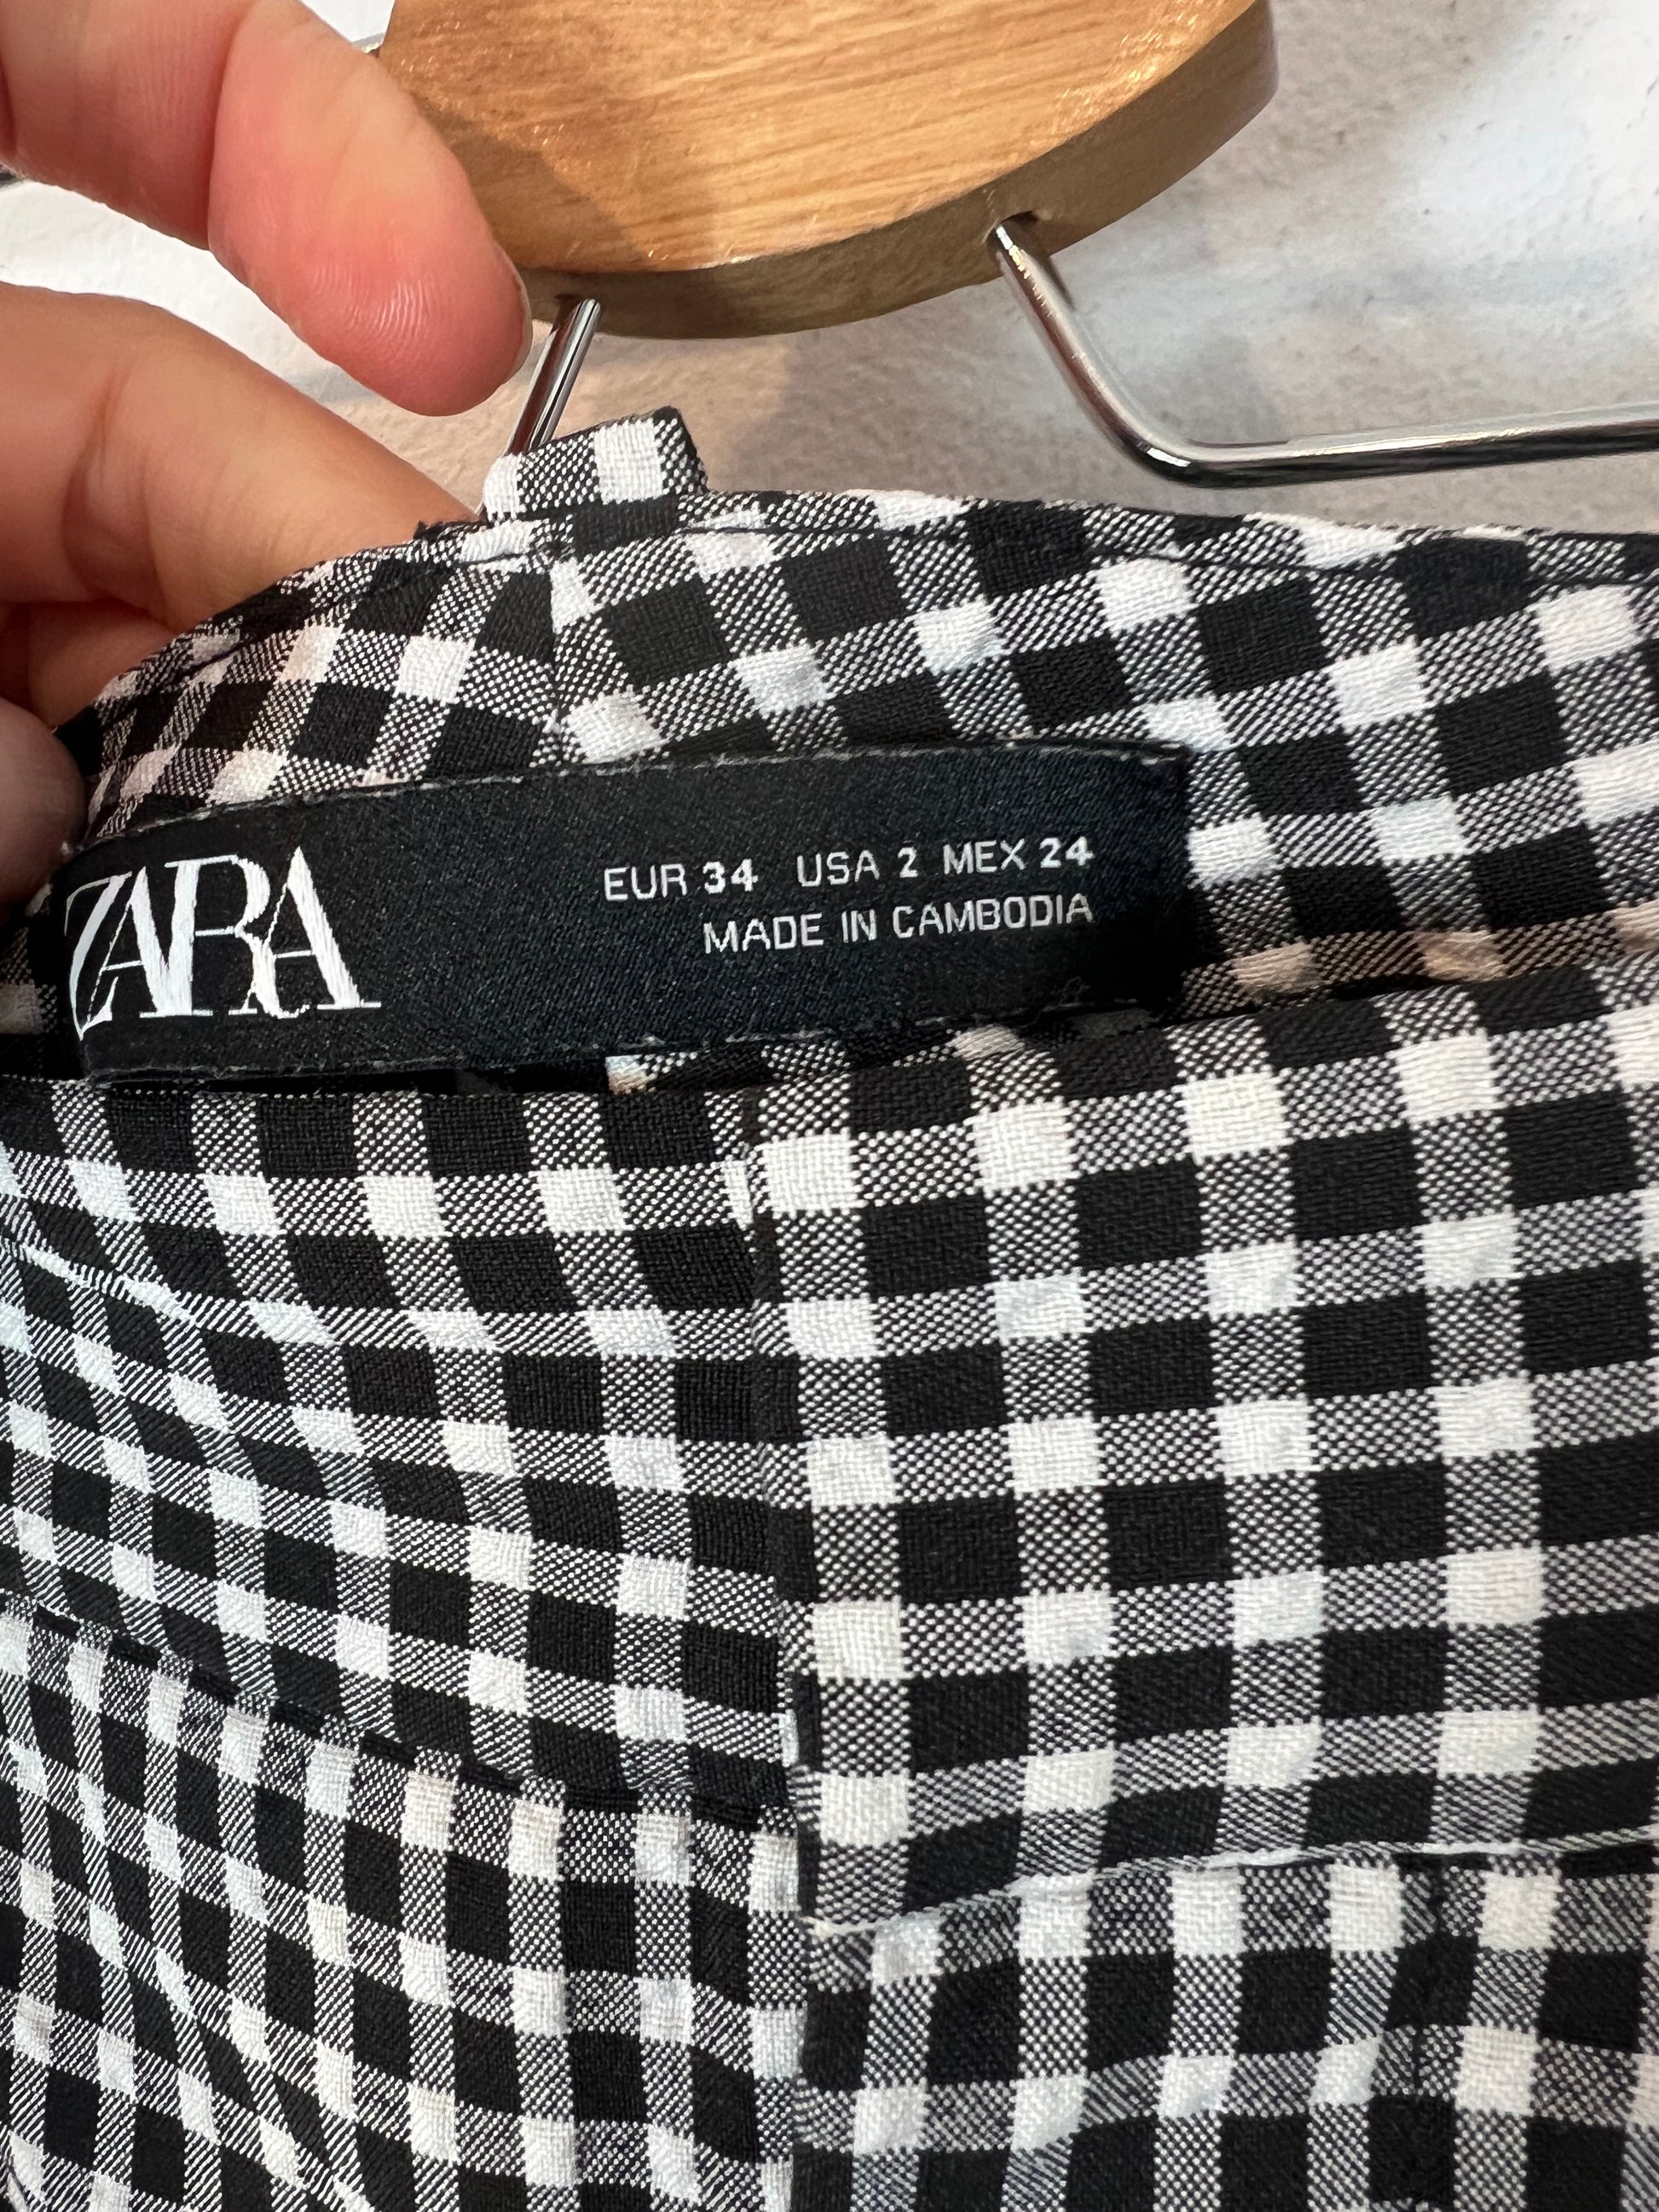 ZARA
EUR 34 USA 2 MEX 24
MADE IN CAMBODIA